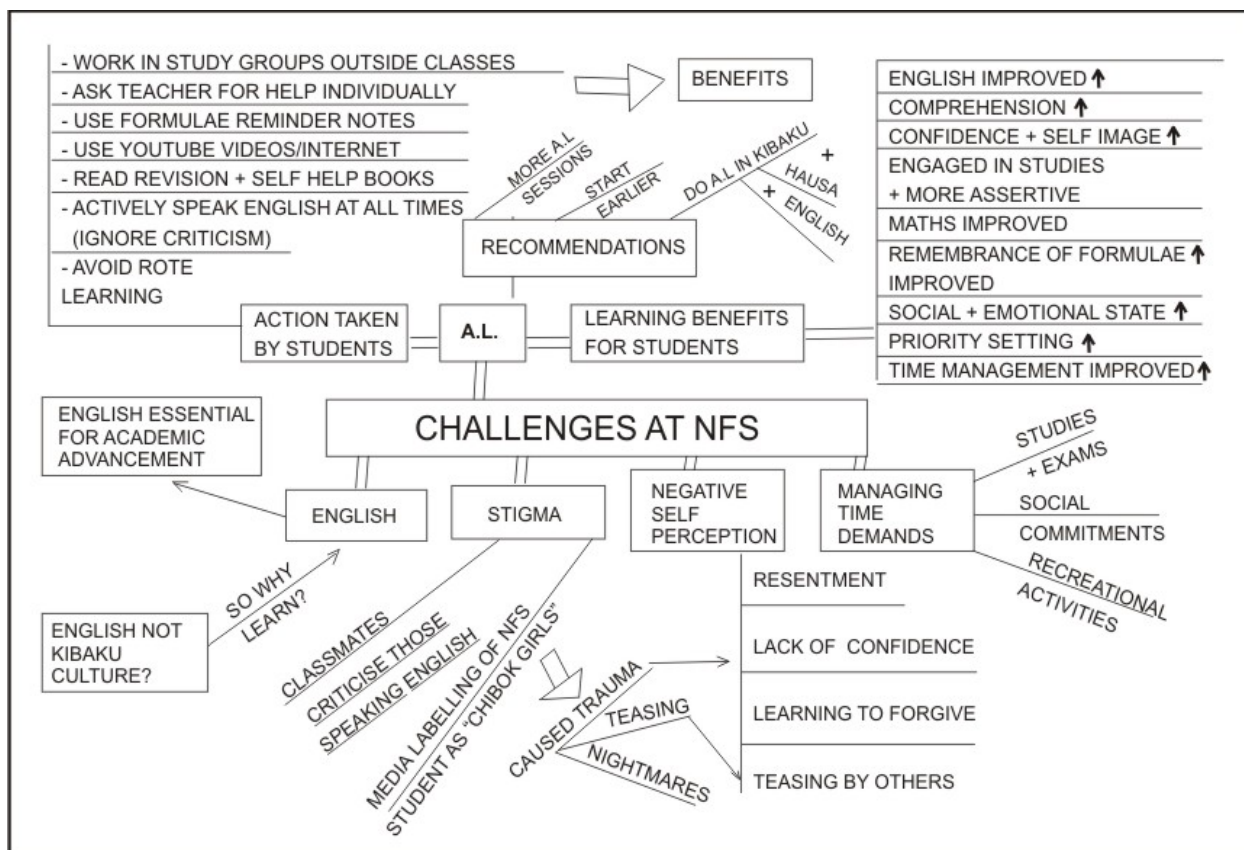 - WORK IN STUDY GROUPS OUTSIDE CLASSES
- ASK TEACHER FOR HELP INDIVIDUALLY
- USE FORMULAE REMINDER NOTES
- USE YOUTUBE VIDEOS/INTERNET
- READ REVISION + SELF HELP BOOKS
- ACTIVELY SPEAK ENGLISH AT ALL TIMES
(IGNORE CRITICISM)
- AVOID ROTE
LEARNING
BENEFITS
MORE A.L
SESSIONS
START
EARLIER
DO A.L IN KIBAKU
+
HAUSA
+ ENGLISH
RECOMMENDATIONS
ENGLISH IMPROVED ↑
COMPREHENSION ↑
CONFIDENCE + SELF IMAGE ↑
ENGAGED IN STUDIES
+ MORE ASSERTIVE
MATHS IMPROVED
REMEMBRANCE OF FORMULAE ↑
IMPROVED
SOCIAL + EMOTIONAL STATE ↑
PRIORITY SETTING ↑
TIME MANAGEMENT IMPROVED ↑
ACTION TAKEN
BY STUDENTS
A.L.
LEARNING BENEFITS
FOR STUDENTS
CHALLENGES AT NFS
ENGLISH ESSENTIAL
FOR ACADEMIC
ADVANCEMENT
ENGLISH
STIGMA
NEGATIVE
SELF
PERCEPTION
MANAGING
TIME
DEMANDS
STUDIES
+ EXAMS
SOCIAL
COMMITMENTS
RECREATIONAL
ACTIVITIES
SO WHY
LEARN?
ENGLISH NOT
KIBAKU
CULTURE?
CLASSMATES
CRITICISE THOSE
SPEAKING ENGLISH
MEDIA LABELLING OF NFS
STUDENT AS "CHIBOK GIRLS"
CAUSED TRAUMA
TEASING
NIGHTMARES
RESENTMENT
LACK OF CONFIDENCE
LEARNING TO FORGIVE
TEASING BY OTHERS